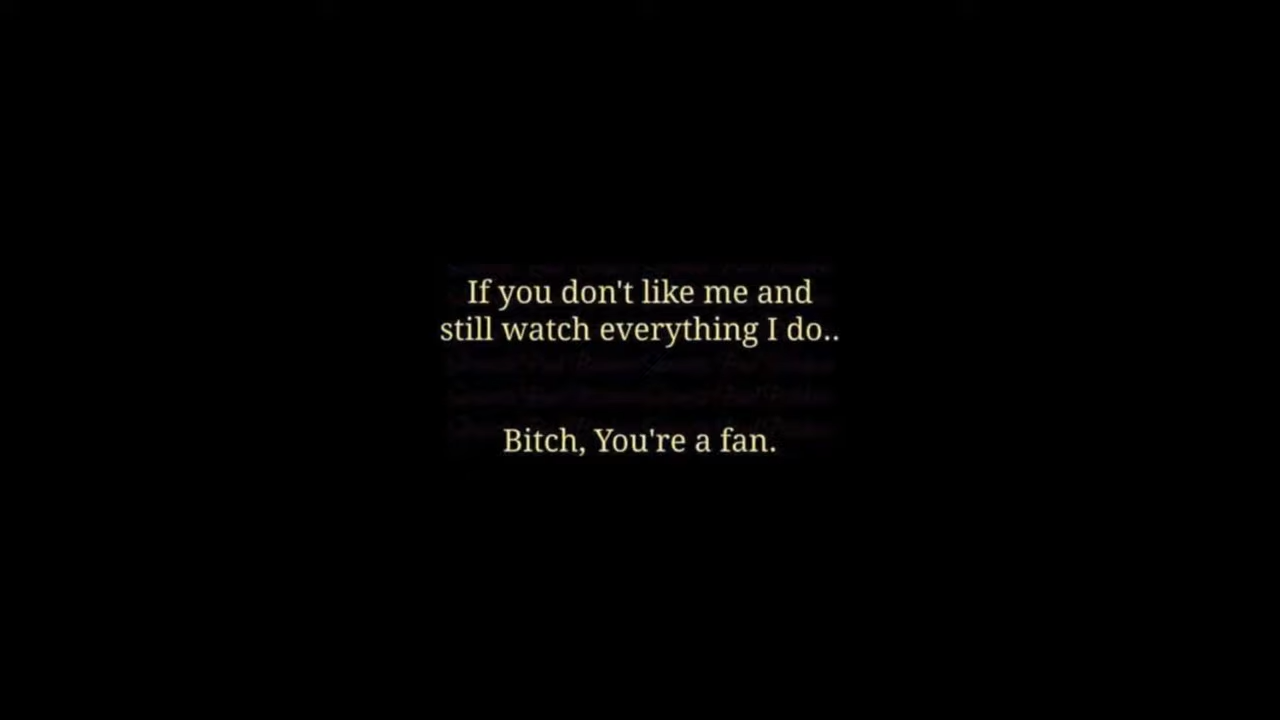 If you don't like me and
still watch everything I do..
Bitch, You're a fan.